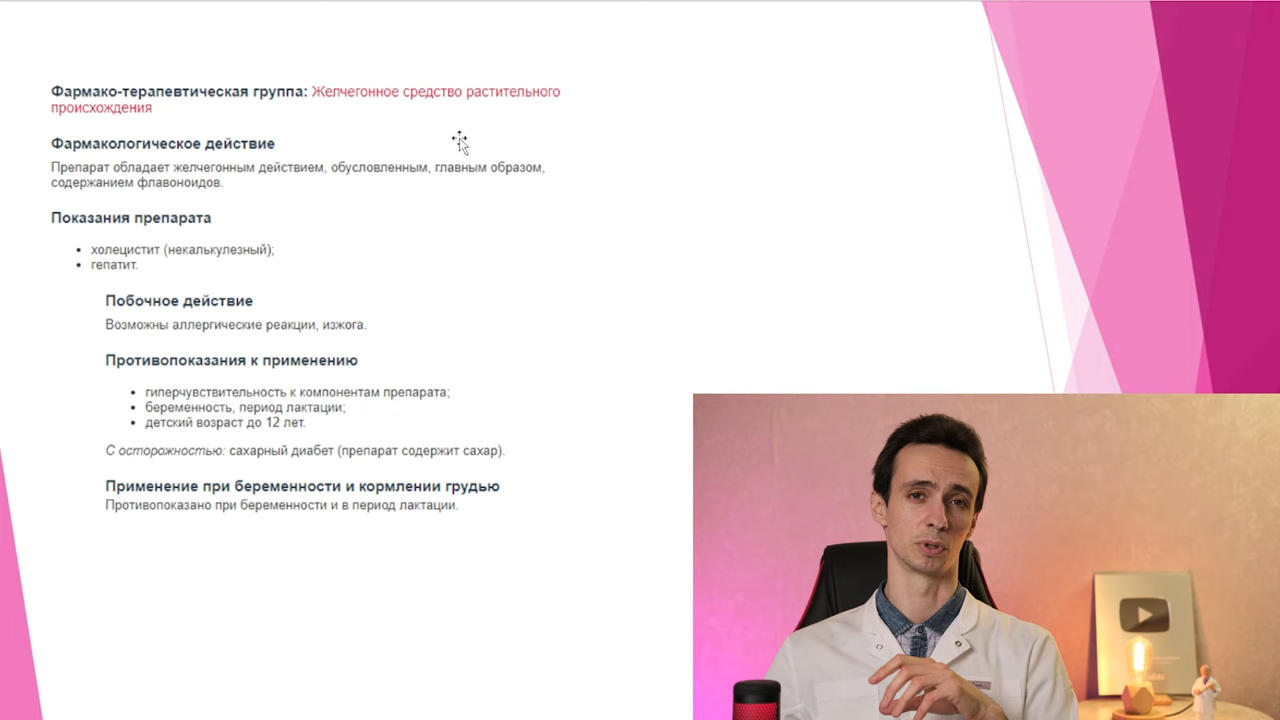 Фармако-терапевтическая группа: Желчегонное средство растительного
происхождения
Фармакологическое действие
Препарат обладает желчегонным действием, обусловленным, главным образом,
содержанием флавоноидов.
Показания препарата
• холецистит (некалькулезный);
• гепатит.
Побочное действие
Возможны аллергические реакции, изжога.
Противопоказания к применению
• гиперчувствительность к компонентам препарата;
• беременность, период лактации;
• детский возраст до 12 лет.
С осторожностью: сахарный диабет (препарат содержит сахар).
Применение при беременности и кормлении грудью
Противопоказано при беременности и в период лактации.